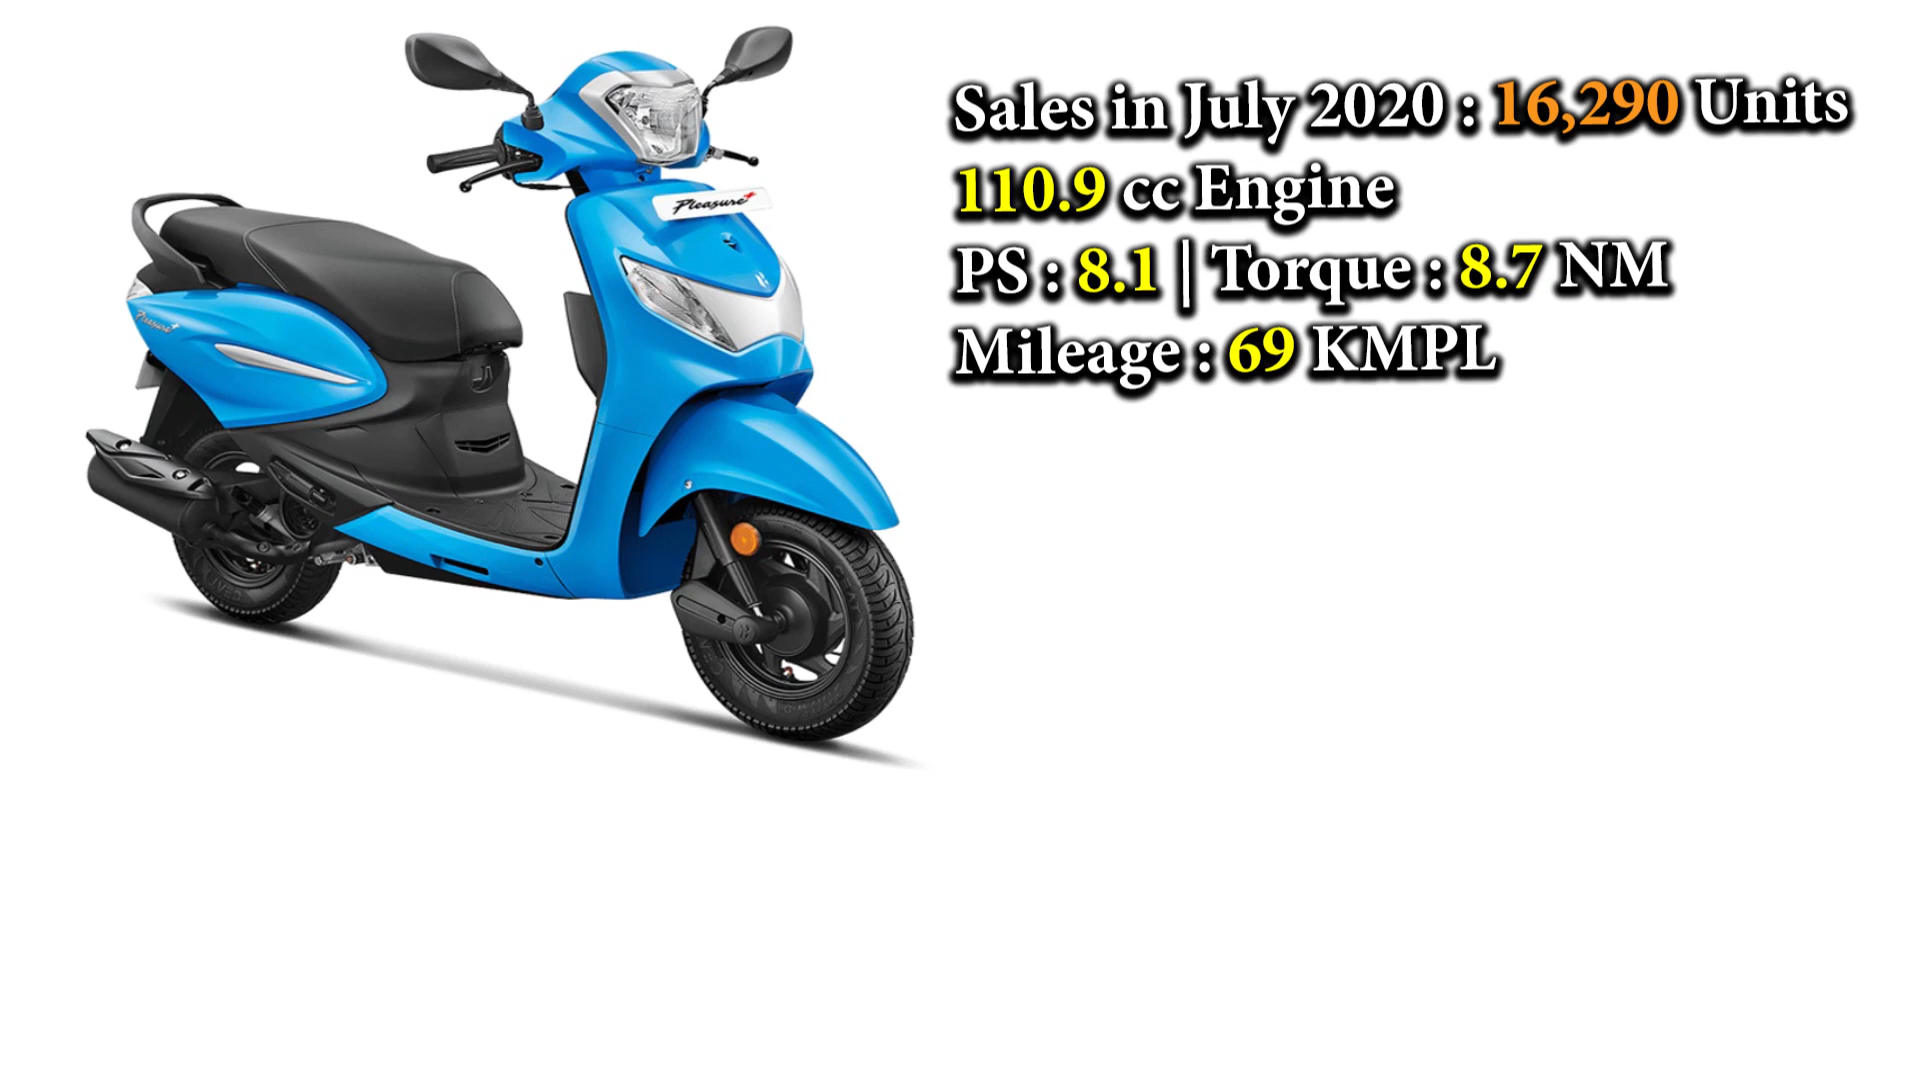 Sales in July 2020 : 16,290 Units
110.9 cc Engine
PS : 8.1 | Torque : 8.7 NM
Mileage : 69 KMPL
Pleasure+
Pleasure+